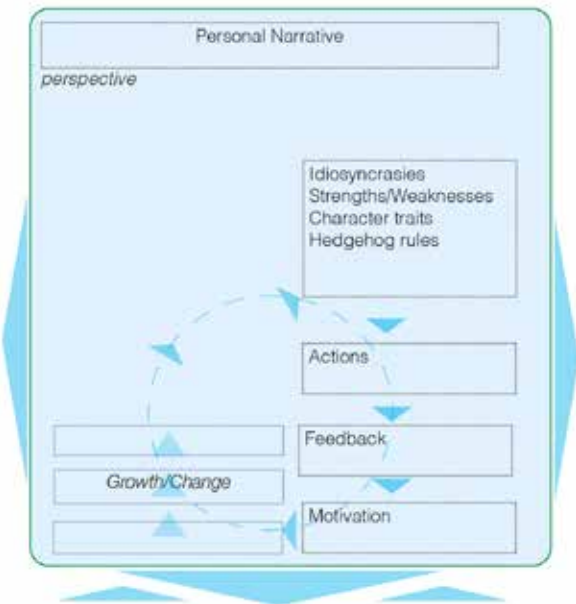 Personal Narrative
perspective
Idiosyncrasies
Strengths/Weaknesses
Character traits
Hedgehog rules
Actions
Feedback
Growth/Change
Motivation